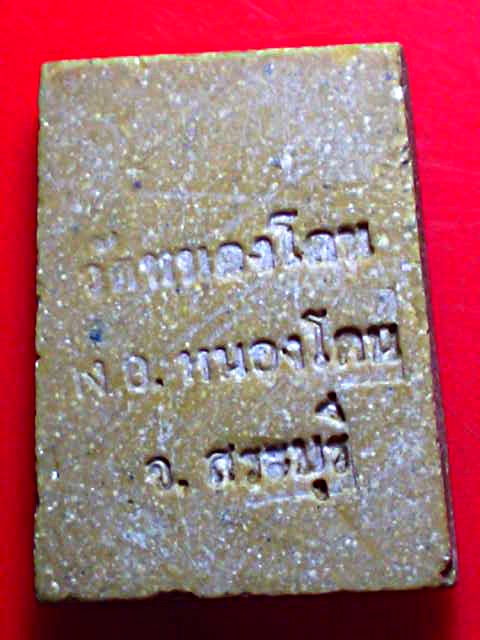 วัดหนองโดน
อ. หนองโดน
จ. สระบุรี